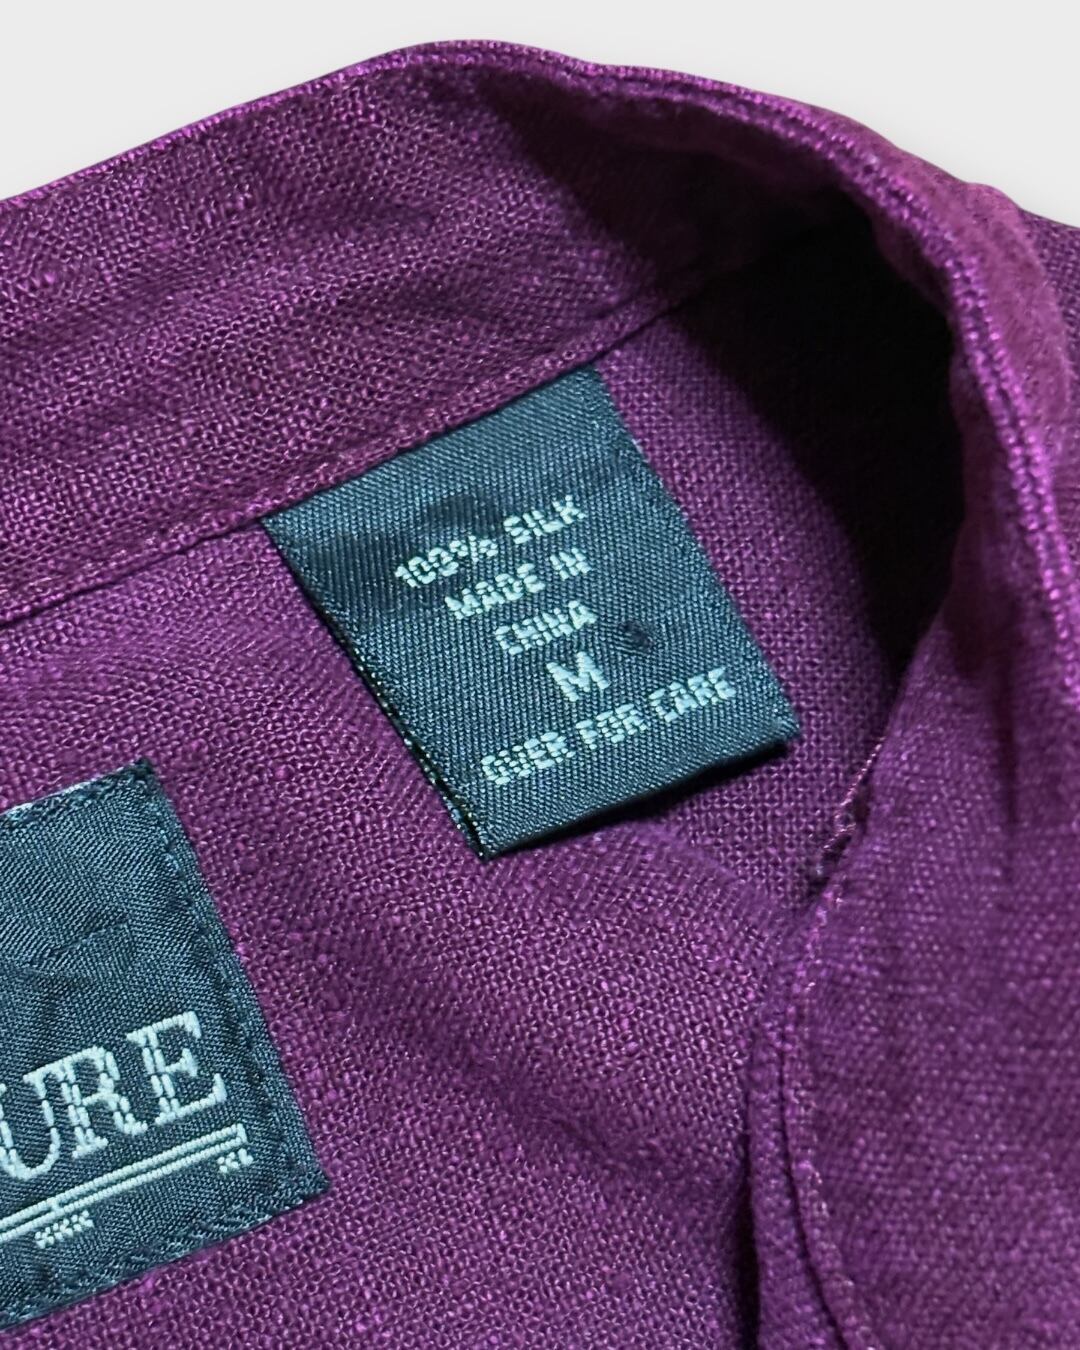 100% SILK
MADE IN
CHINA
M
OVER FOR CARE
URE